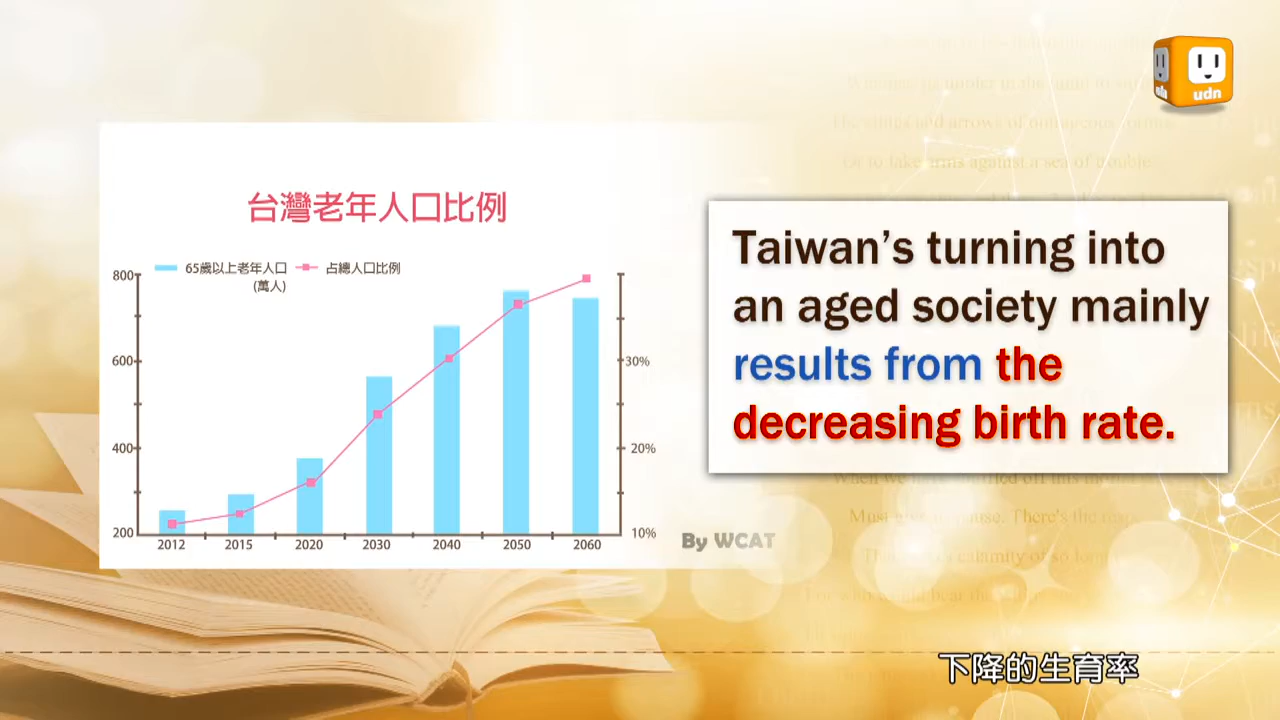 udn
台灣老年人口比例
65歲以上老年人口
(萬人)
占總人口比例
800
600
400
200
30%
20%
10%
2012 2015 2020 2030 2040 2050 2060
By WCAT
Taiwan’s turning into
an aged society mainly
results from the
decreasing birth rate.
下降的生育率